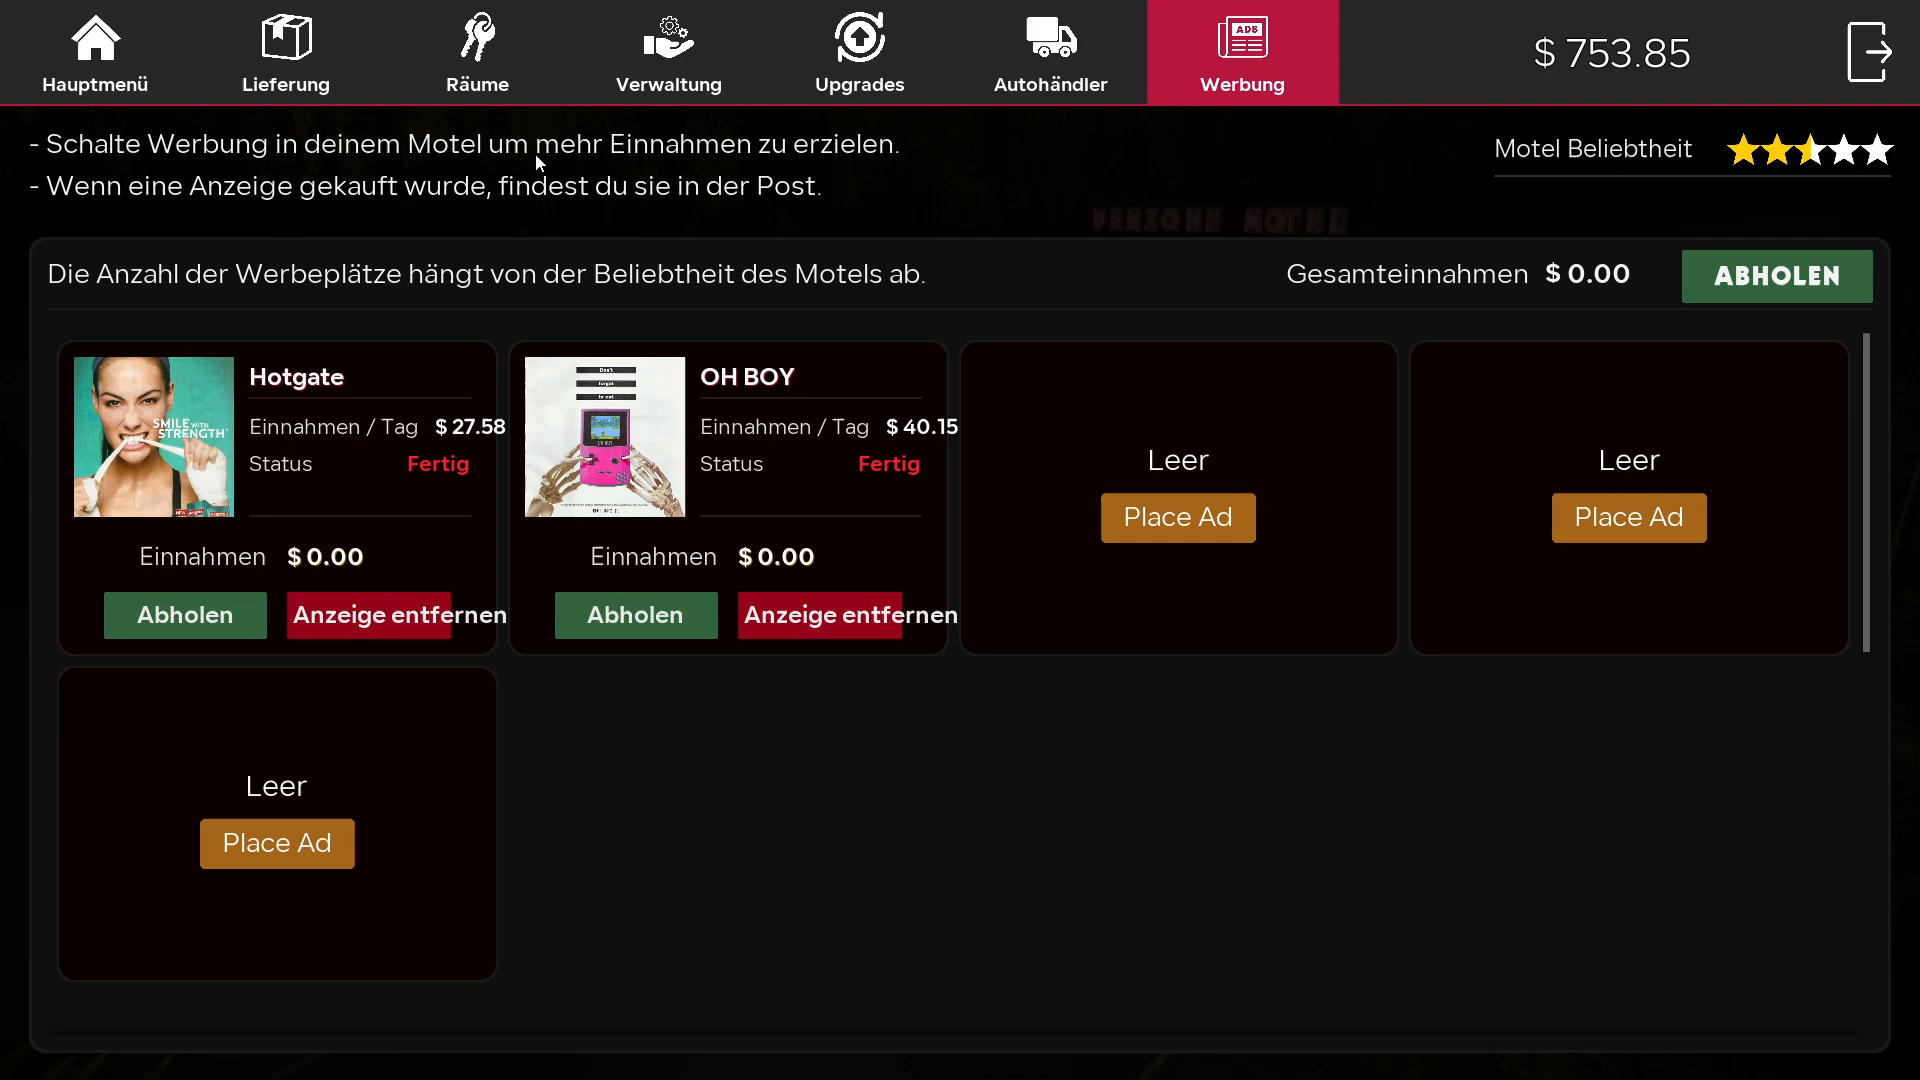 Hauptmenü
Lieferung
Räume
Verwaltung
Upgrades
Autohändler
ADS
Werbung
$ 753.85
- Schalte Werbung in deinem Motel um mehr Einnahmen zu erzielen.
- Wenn eine Anzeige gekauft wurde, findest du sie in der Post.
Motel Beliebtheit
Die Anzahl der Werbeplätze hängt von der Beliebtheit des Motels ab.
Gesamteinnahmen $ 0.00
ABHOLEN
SMILE WITH
STRENGTH
Hotgate
Einnahmen / Tag $ 27.58
Status Fertig
Einnahmen $ 0.00
Abholen
Anzeige entfernen
Don't
forget
to eat.
OH BOY
Einnahmen / Tag $ 40.15
Status Fertig
Einnahmen $ 0.00
Abholen
Anzeige entfernen
Leer
Place Ad
Leer
Place Ad
Leer
Place Ad